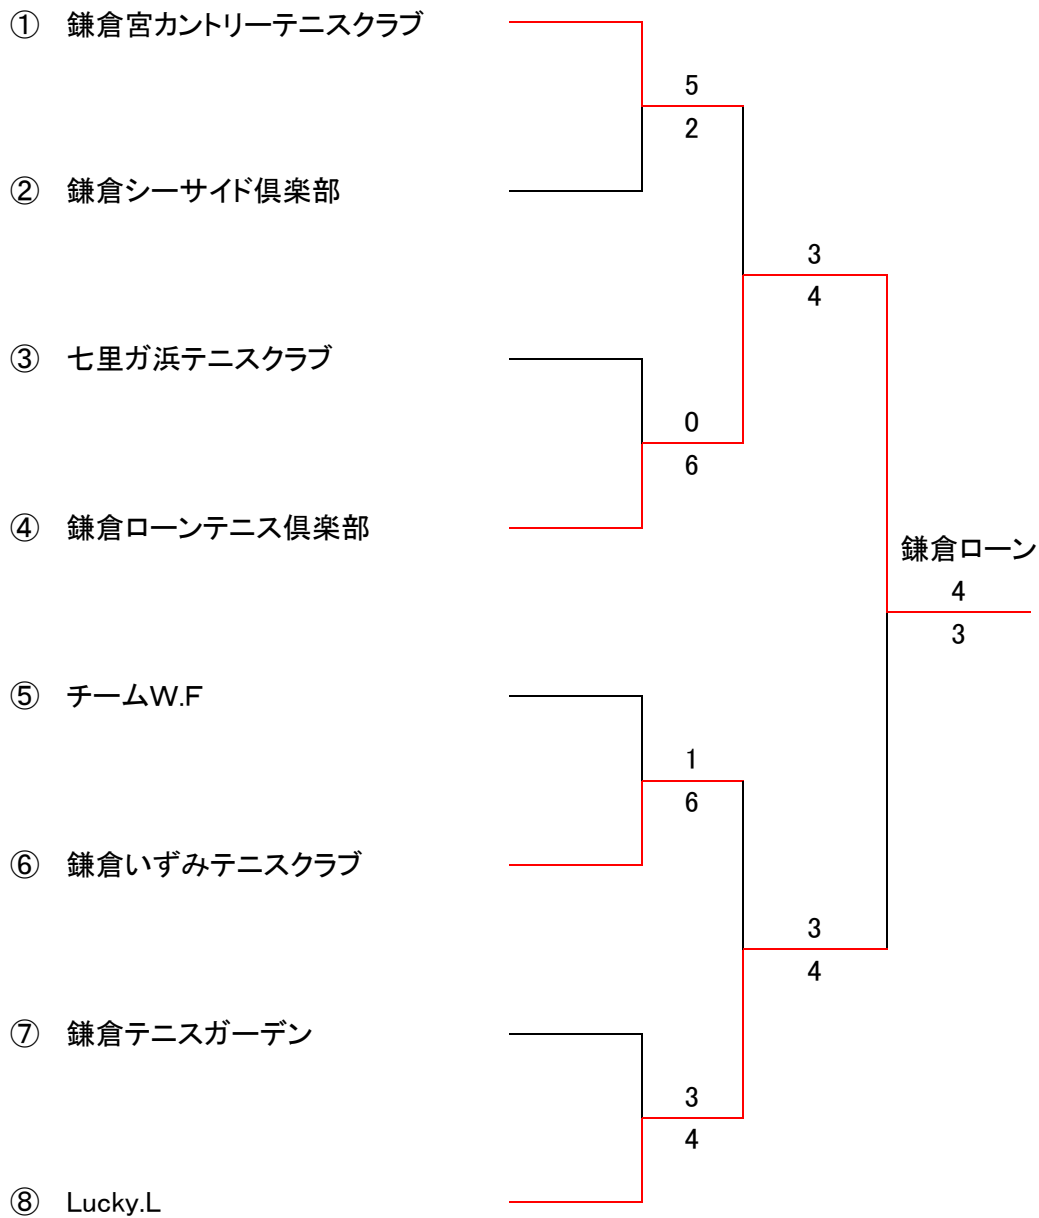 ① 鎌倉宮カントリーテニスクラブ
5
2
② 鎌倉シーサイド倶楽部
3
4
③ 七里ガ浜テニスクラブ
0
6
④ 鎌倉ローンテニス倶楽部
鎌倉ローン
4
3
⑤ チームW.F
1
6
⑥ 鎌倉いずみテニスクラブ
3
4
⑦ 鎌倉テニスガーデン
3
4
⑧ Lucky.L